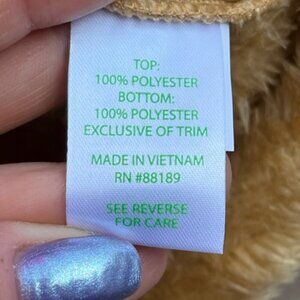 TOP:
100% POLYESTER
BOTTOM:
100% POLYESTER
EXCLUSIVE OF TRIM
MADE IN VIETNAM
RN #88189
SEE REVERSE
FOR CARE